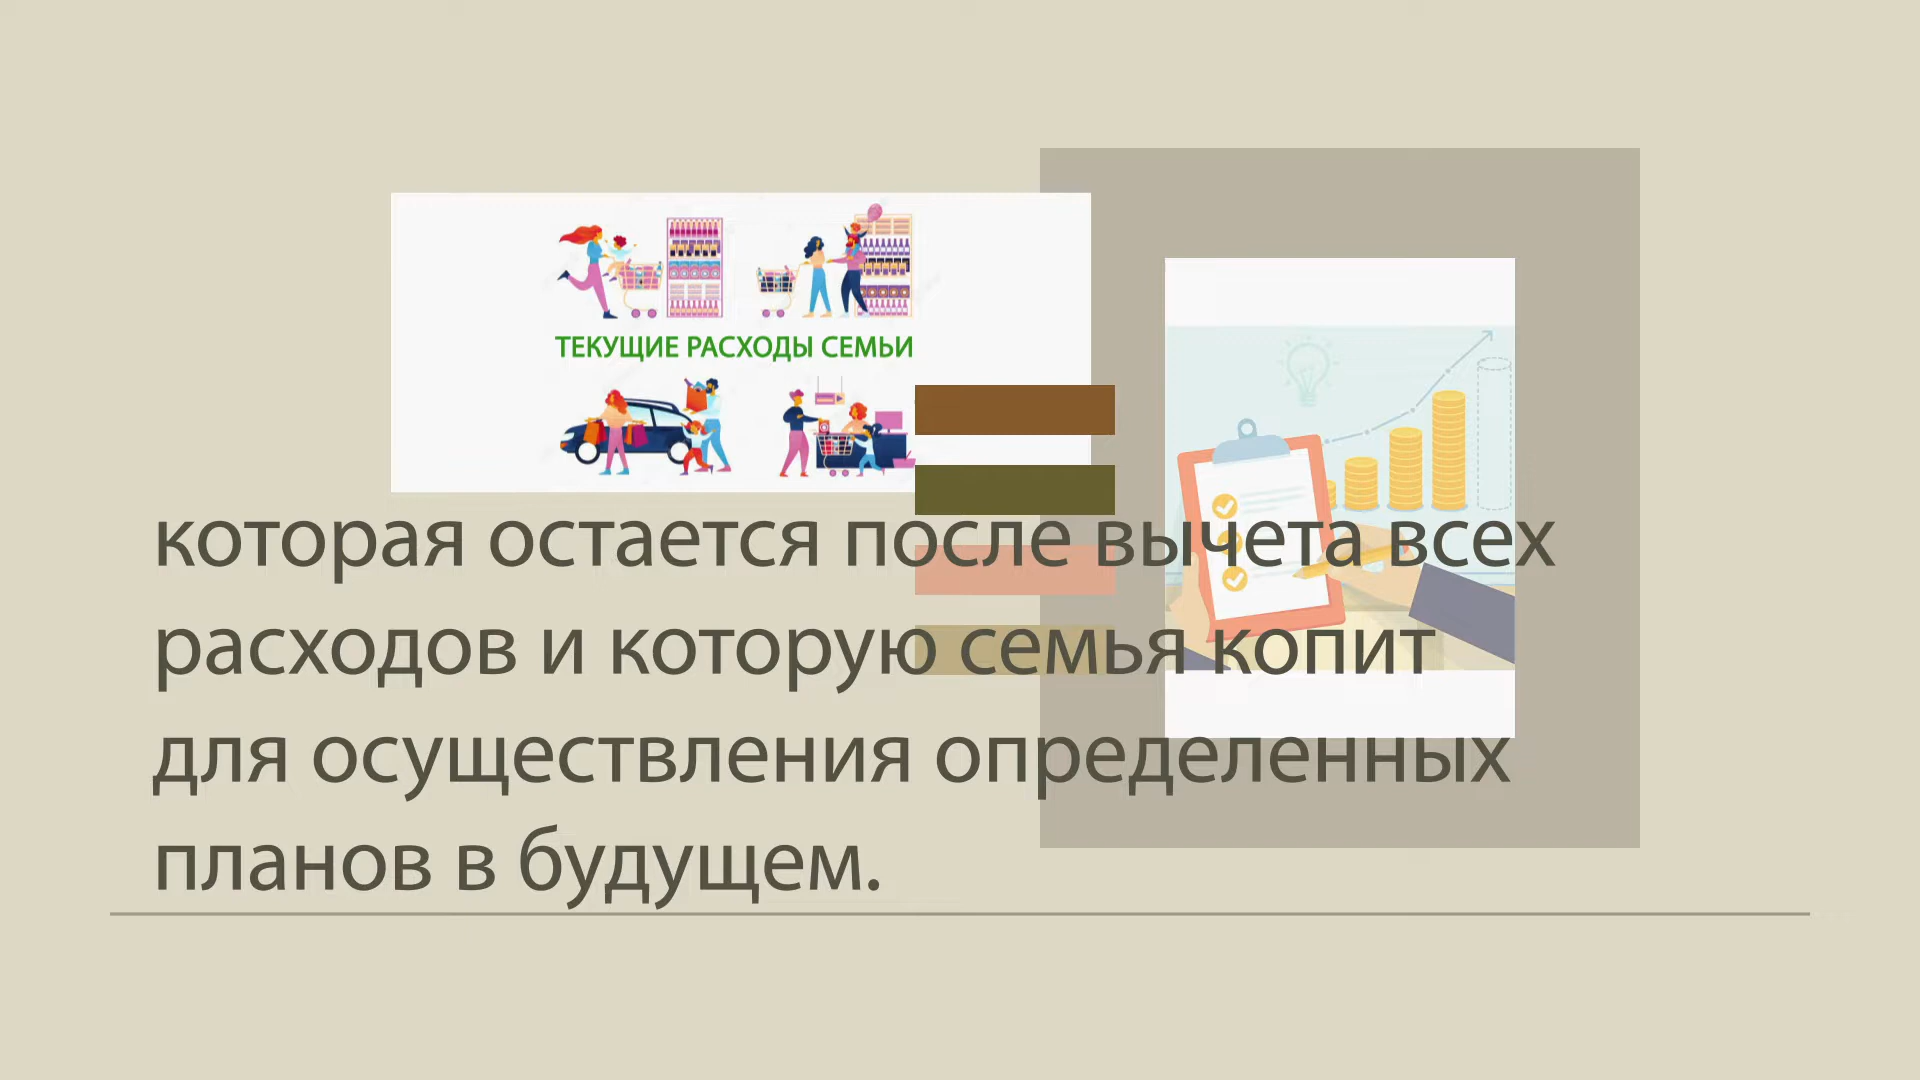 ТЕКУЩИЕ РАСХОДЫ СЕМЬИ
которая остается после вычета всех
расходов и которую семья копит
для осуществления определенных
планов в будущем.